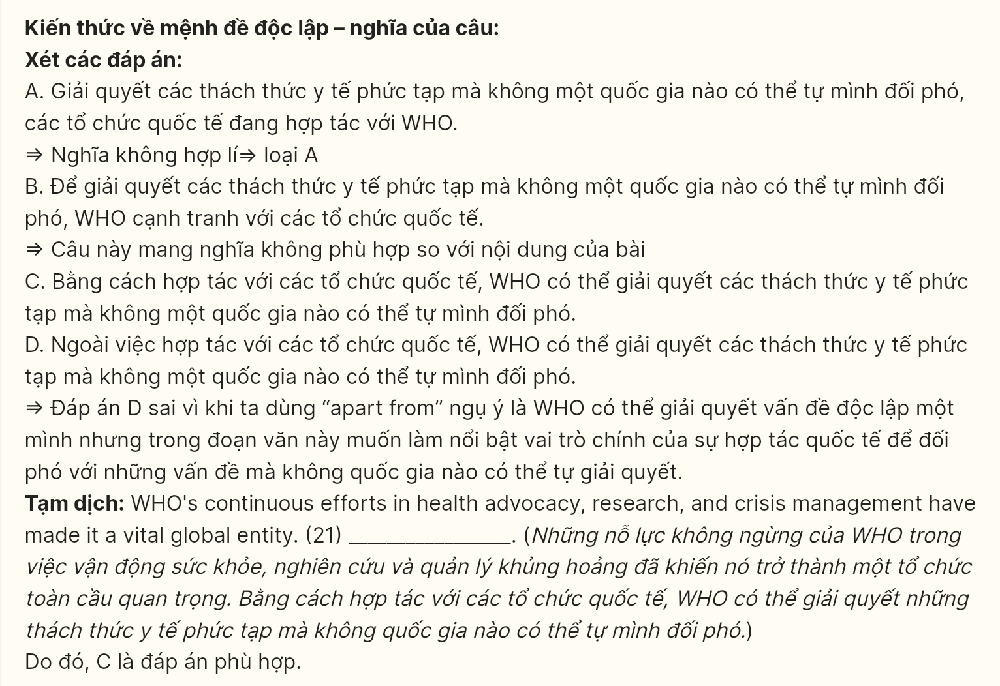 Kiến thức về mệnh đề độc lập – nghĩa của câu:
Xét các đáp án:
A. Giải quyết các thách thức y tế phức tạp mà không một quốc gia nào có thể tự mình đối phó,
các tổ chức quốc tế đang hợp tác với WHO.
⇒ Nghĩa không hợp lí⇒ loại A
B. Để giải quyết các thách thức y tế phức tạp mà không một quốc gia nào có thể tự mình đối
phó, WHO cạnh tranh với các tổ chức quốc tế.
⇒ Câu này mang nghĩa không phù hợp so với nội dung của bài
C. Bằng cách hợp tác với các tổ chức quốc tế, WHO có thể giải quyết các thách thức y tế phức
tạp mà không một quốc gia nào có thể tự mình đối phó.
D. Ngoài việc hợp tác với các tổ chức quốc tế, WHO có thể giải quyết các thách thức y tế phức
tạp mà không một quốc gia nào có thể tự mình đối phó.
⇒ Đáp án D sai vì khi ta dùng “apart from” ngụ ý là WHO có thể giải quyết vấn đề độc lập một
mình nhưng trong đoạn văn này muốn làm nổi bật vai trò chính của sự hợp tác quốc tế để đối
phó với những vấn đề mà không quốc gia nào có thể tự giải quyết.
Tạm dịch: WHO's continuous efforts in health advocacy, research, and crisis management have
made it a vital global entity. (21) _______________. (Những nỗ lực không ngừng của WHO trong
việc vận động sức khỏe, nghiên cứu và quản lý khủng hoảng đã khiến nó trở thành một tổ chức
toàn cầu quan trọng. Bằng cách hợp tác với các tổ chức quốc tế, WHO có thể giải quyết những
thách thức y tế phức tạp mà không quốc gia nào có thể tự mình đối phó.)
Do đó, C là đáp án phù hợp.